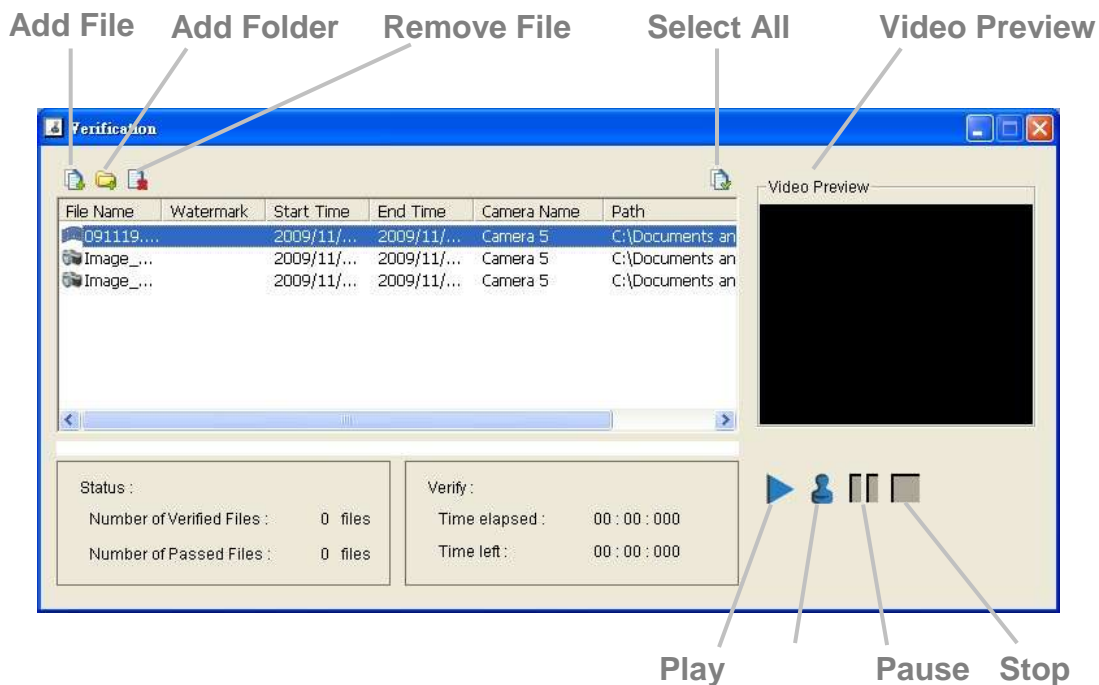 Add File Add Folder Remove File Select All Video Preview
Verification
Video Preview
File Name Watermark Start Time End Time Camera Name Path
091119.... 2009/11/... 2009/11/... Camera 5 C:\Documents an
Image_... 2009/11/... 2009/11/... Camera 5 C:\Documents an
Image_... 2009/11/... 2009/11/... Camera 5 C:\Documents an
Status :
Number of Verified Files : 0 files
Number of Passed Files : 0 files
Verify :
Time elapsed : 00 : 00 : 000
Time left : 00 : 00 : 000
Play Pause Stop